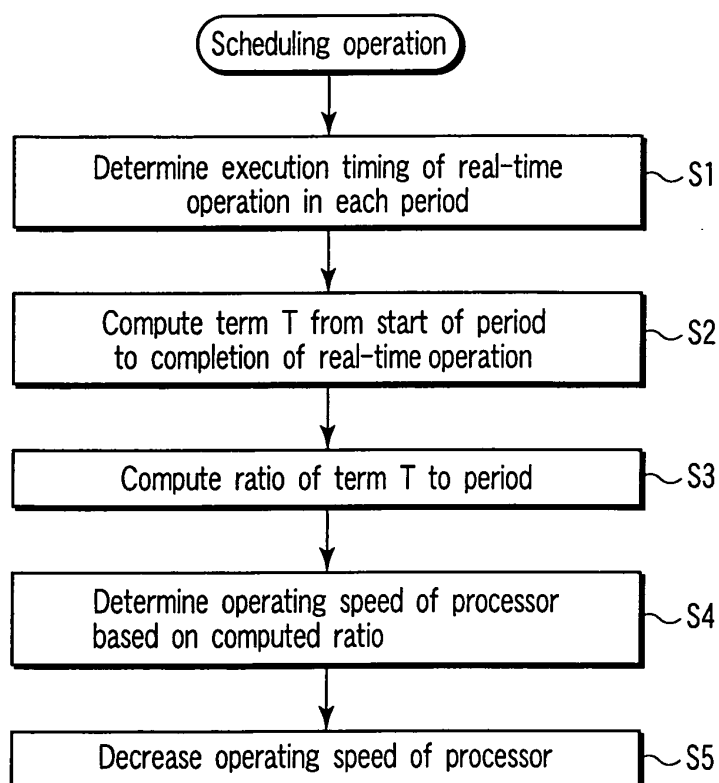 Scheduling operation
Determine execution timing of real-time
operation in each period
S1
Compute term T from start of period
to completion of real-time operation
S2
Compute ratio of term T to period
S3
Determine operating speed of processor
based on computed ratio
S4
Decrease operating speed of processor
S5